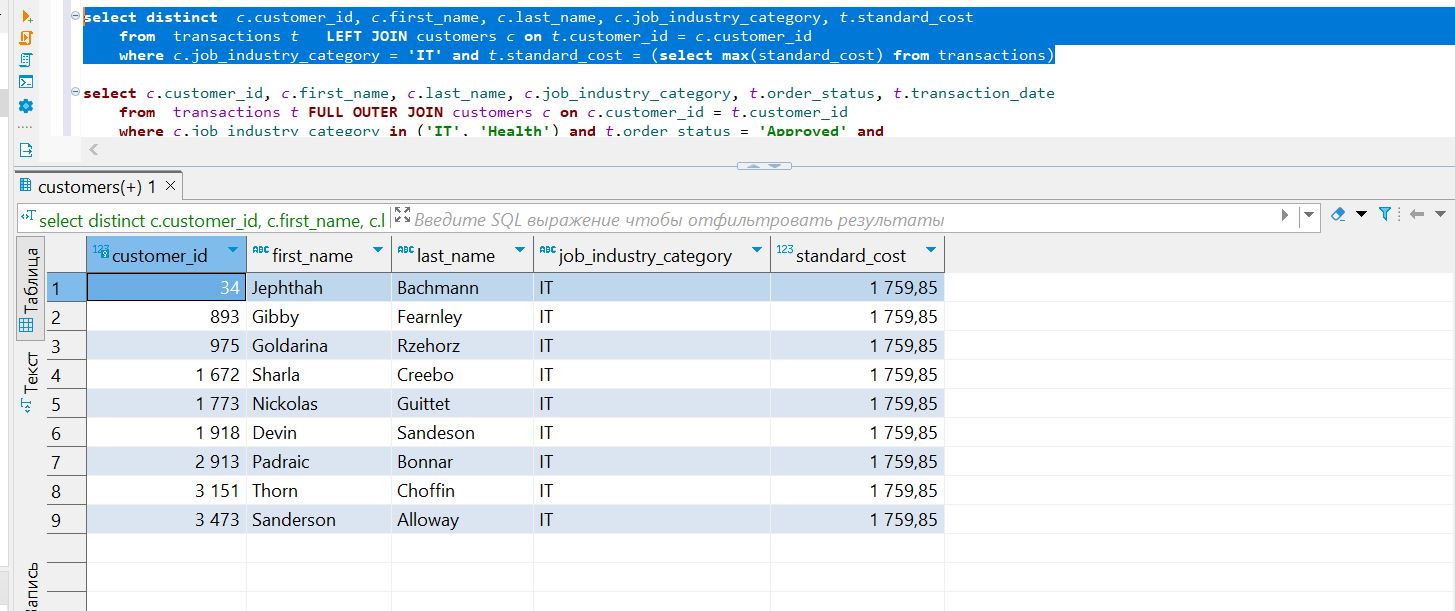 select distinct  c.customer_id, c.first_name, c.last_name, c.job_industry_category, t.standard_cost
from  transactions t   LEFT JOIN customers c on t.customer_id = c.customer_id
where c.job_industry_category = 'IT' and t.standard_cost = (select max(standard_cost) from transactions)
select c.customer_id, c.first_name, c.last_name, c.job_industry_category, t.order_status, t.transaction_date
from  transactions t FULL OUTER JOIN customers c on c.customer_id = t.customer_id
where c.job_industry_category in ('IT', 'Health') and t.order_status = 'Approved' and
customers(+) 1
select distinct c.customer_id, c.first_name, c.l Введите SQL выражение чтобы отфильтровать результаты
Таблица
Текст
customer_id first_name last_name job_industry_category standard_cost
1 34 Jephthah Bachmann IT 1 759,85
2 893 Gibby Fearnley IT 1 759,85
3 975 Goldarina Rzehorz IT 1 759,85
4 1 672 Sharla Creebo IT 1 759,85
5 1 773 Nickolas Guittet IT 1 759,85
6 1 918 Devin Sandeson IT 1 759,85
7 2 913 Padraic Bonnar IT 1 759,85
8 3 151 Thorn Choffin IT 1 759,85
9 3 473 Sanderson Alloway IT 1 759,85